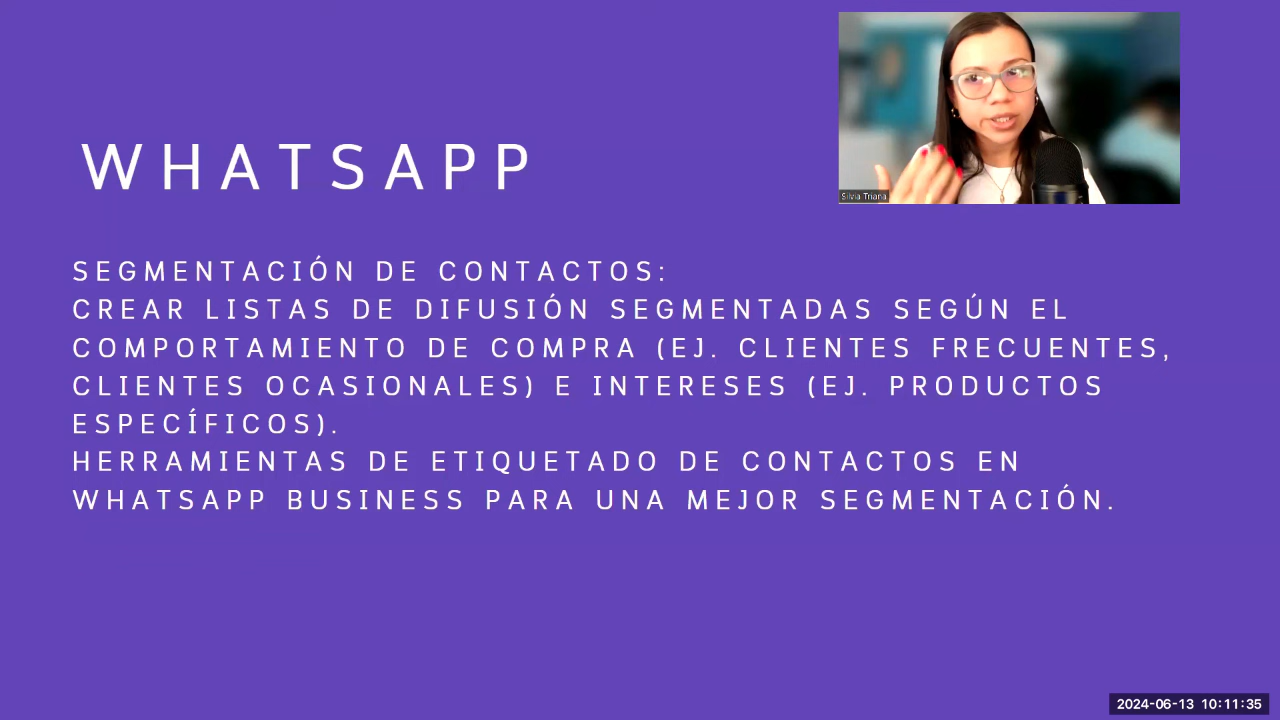 Silvia Triana
WHATSAPP
SEGMENTACIÓN DE CONTACTOS:
CREAR LISTAS DE DIFUSIÓN SEGMENTADAS SEGÚN EL
COMPORTAMIENTO DE COMPRA (EJ. CLIENTES FRECUENTES,
CLIENTES OCASIONALES) E INTERESES (EJ. PRODUCTOS
ESPECÍFICOS).
HERRAMIENTAS DE ETIQUETADO DE CONTACTOS EN
WHATSAPP BUSINESS PARA UNA MEJOR SEGMENTACIÓN.
2024-06-13 10:11:35